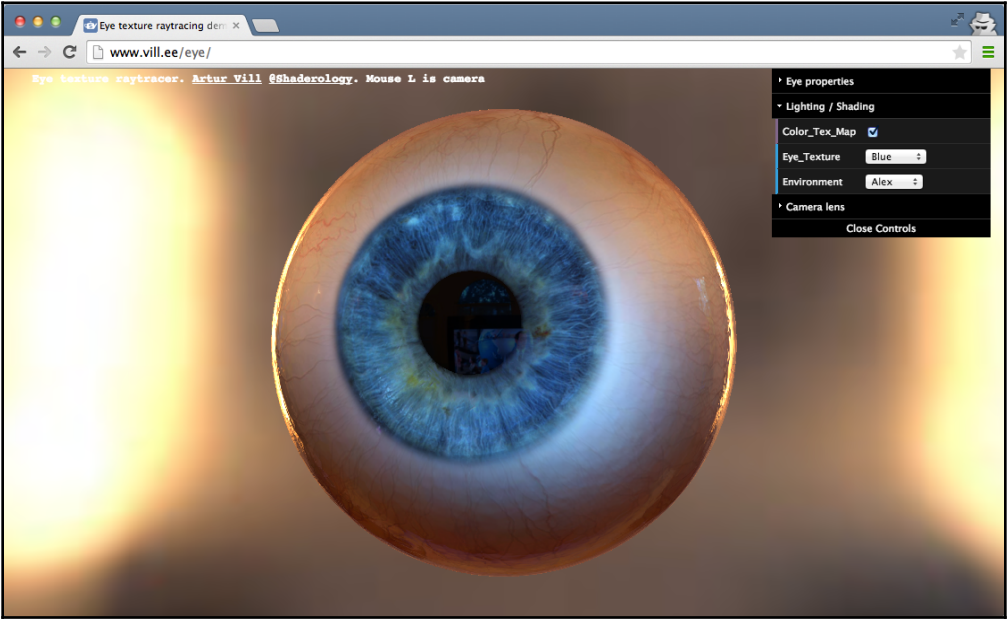 Eye texture raytracing den
www.vill.ee/eye/
Eye texture raytracer. Artur Vill @Shaderology. Mouse L is camera
Eye properties
Lighting / Shading
Color_Tex_Map
Eye_Texture Blue
Environment Alex
Camera lens
Close Controls